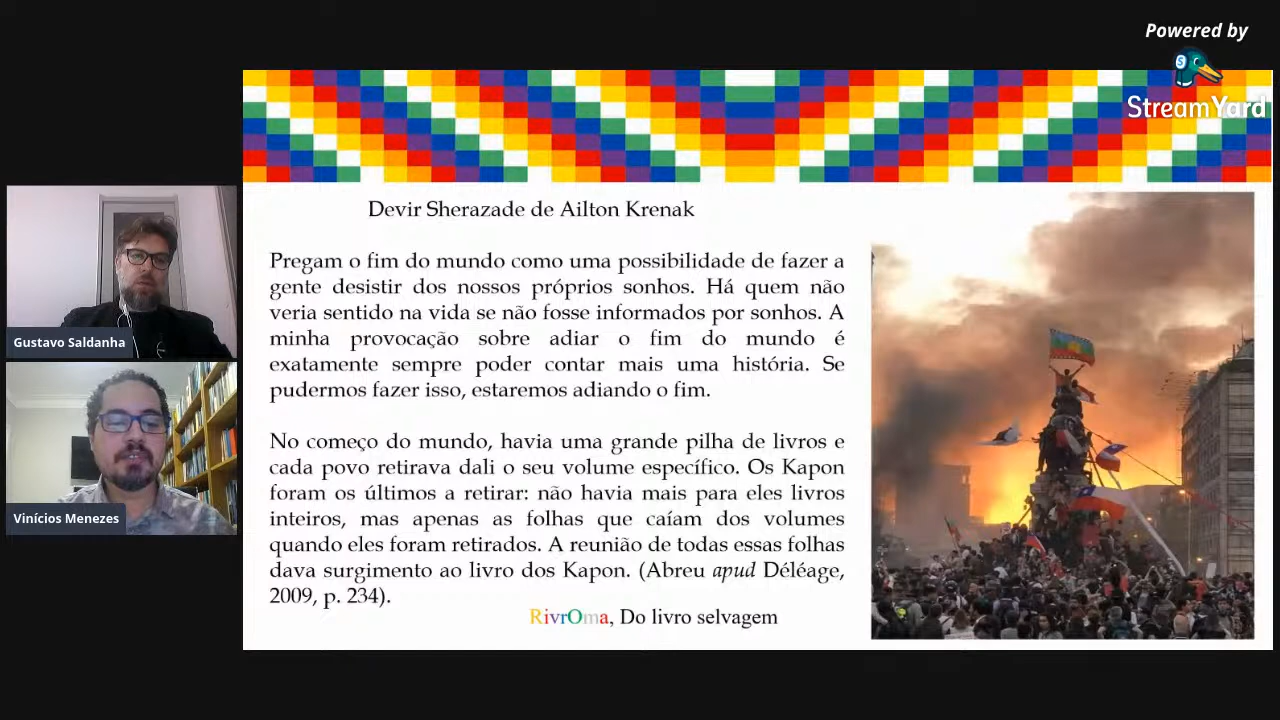 Powered by
StreamYard
Devir Sherazade de Ailton Krenak
Pregam o fim do mundo como uma possibilidade de fazer a
gente desistir dos nossos próprios sonhos. Há quem não
veria sentido na vida se não fosse informados por sonhos. A
minha provocação sobre adiar o fim do mundo é
exatamente sempre poder contar mais uma história. Se
pudermos fazer isso, estaremos adiando o fim.
No começo do mundo, havia uma grande pilha de livros e
cada povo retirava dali o seu volume específico. Os Kapon
foram os últimos a retirar: não havia mais para eles livros
inteiros, mas apenas as folhas que caíam dos volumes
quando eles foram retirados. A reunião de todas essas folhas
dava surgimento ao livro dos Kapon. (Abreu apud Déléage,
2009, p. 234).
RivrOma, Do livro selvagem
Gustavo Saldanha
Vinícios Menezes